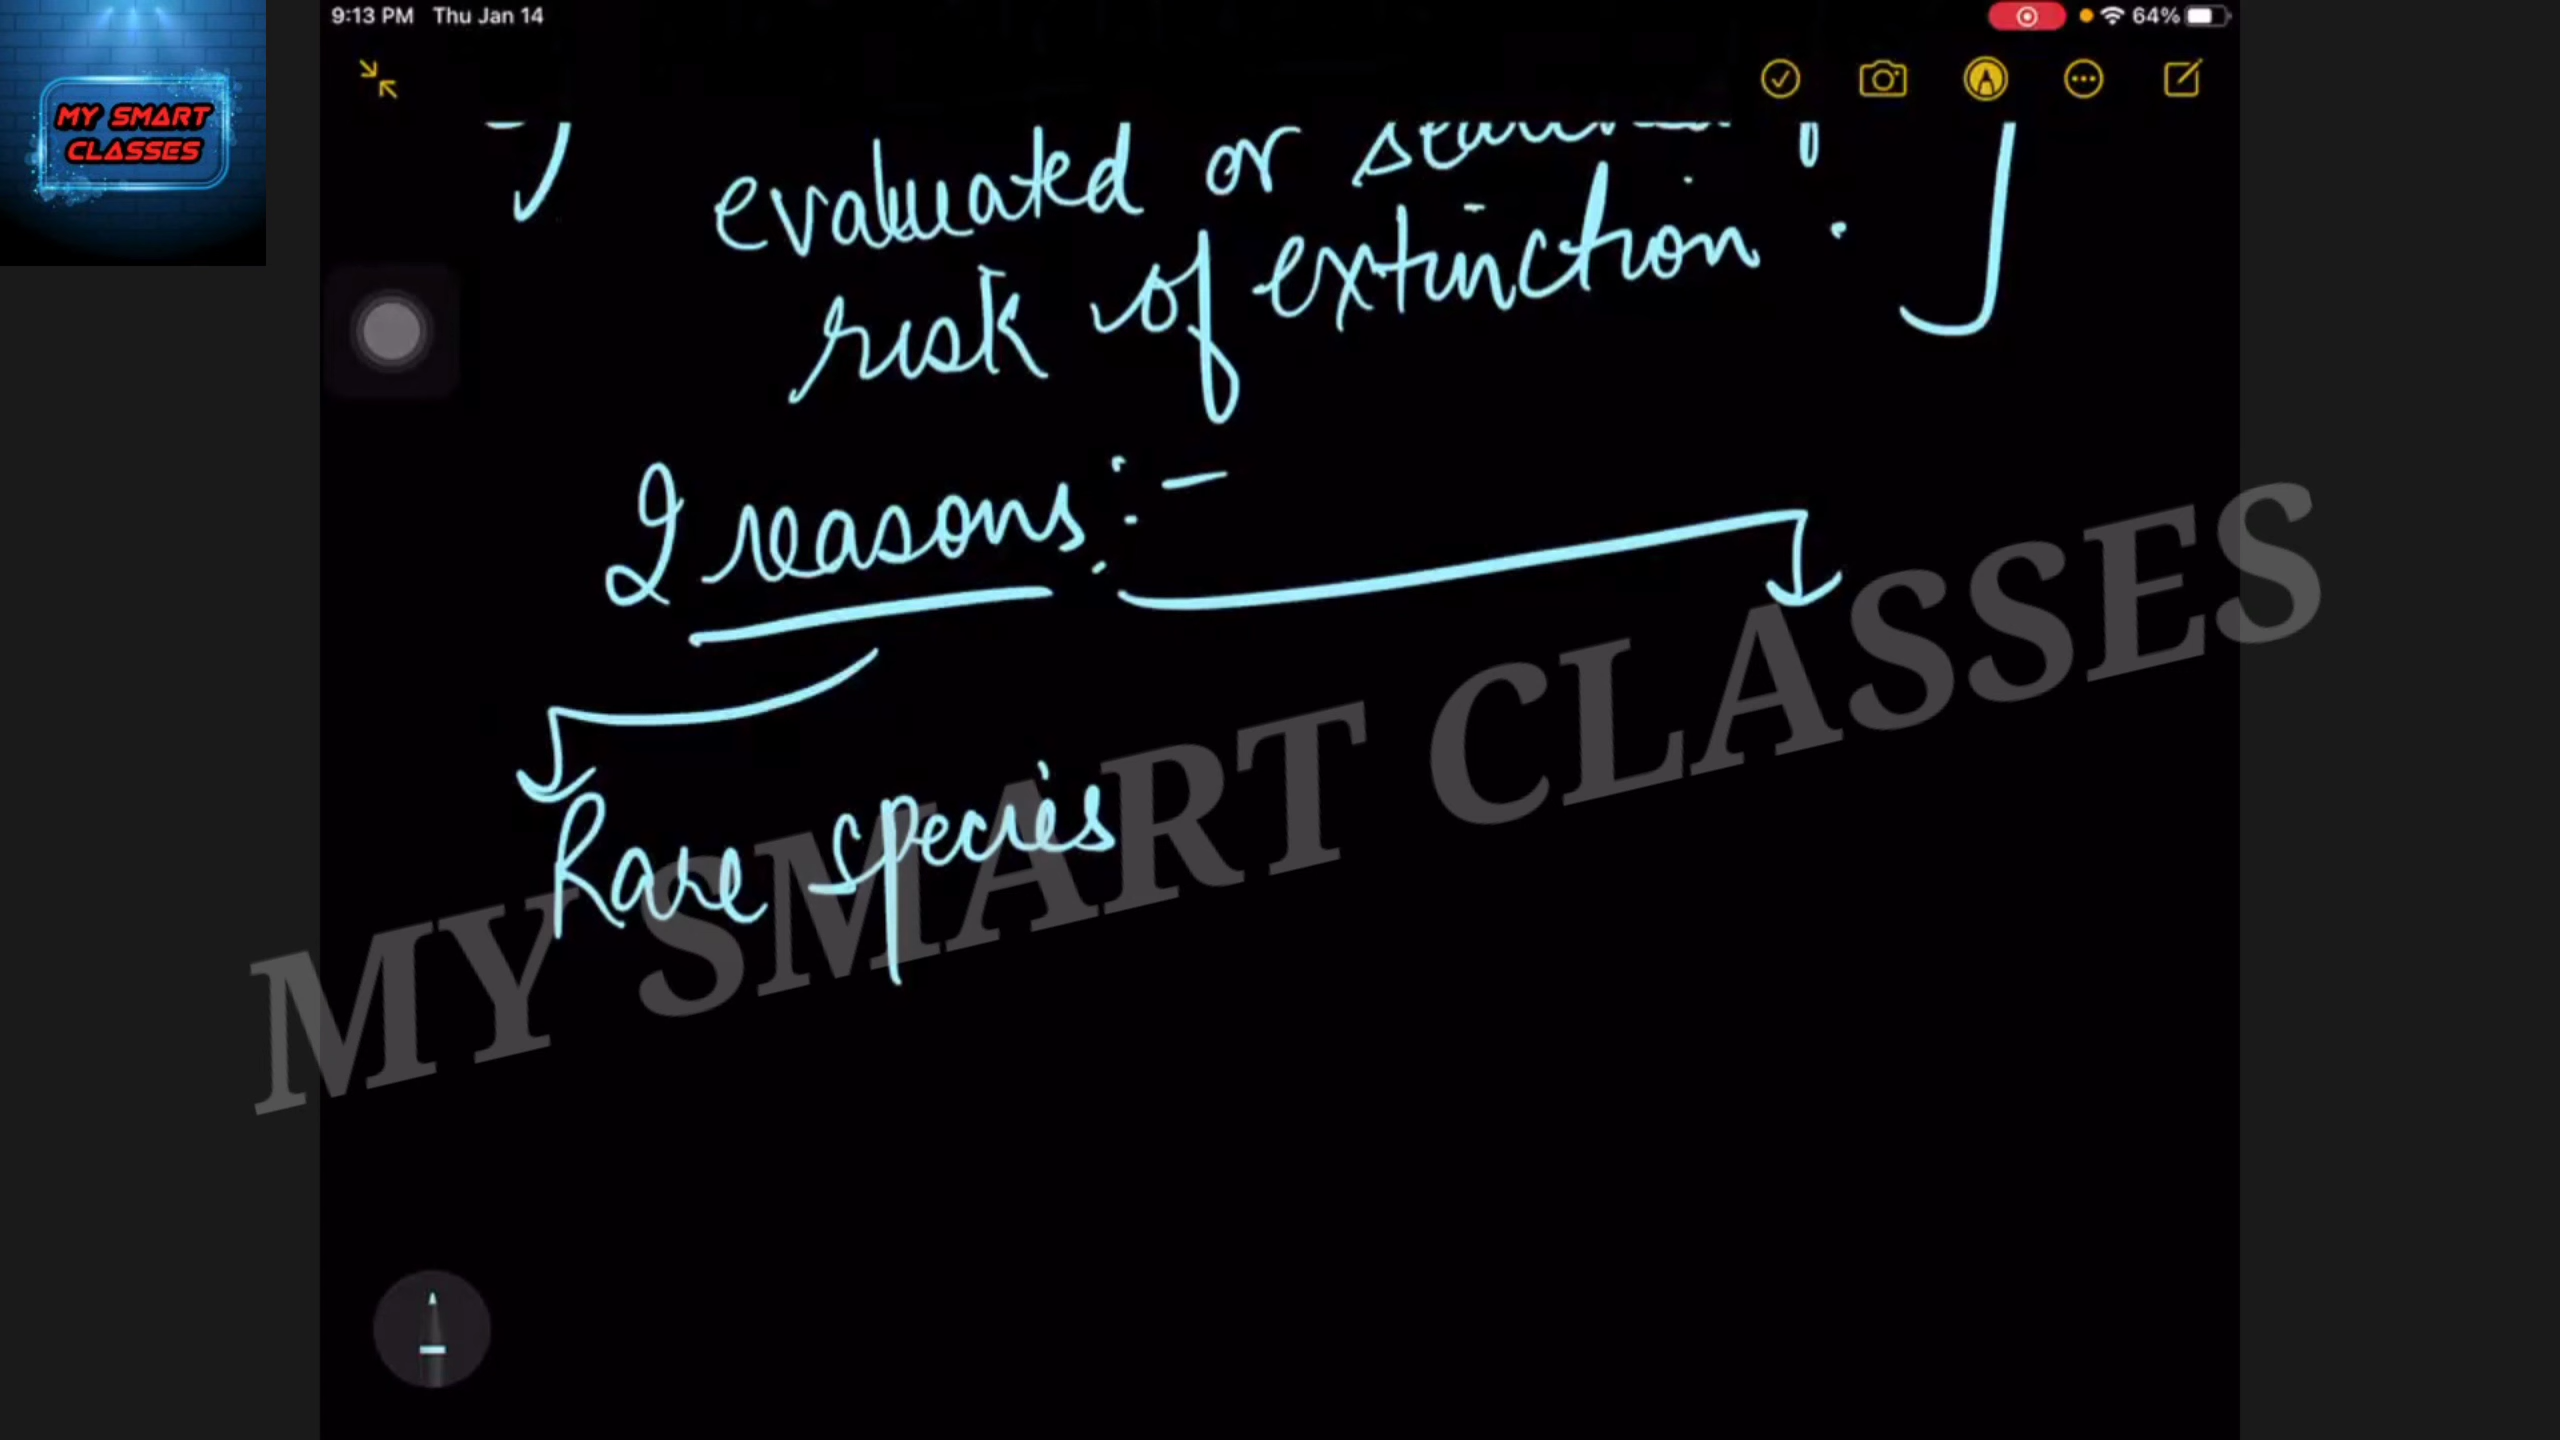 9:13 PM Thu Jan 14
64%
MY SMART
CLASSES
evaluated or
risk of extinction.
2 reasons:-
Rare species
MY SMART CLASSES